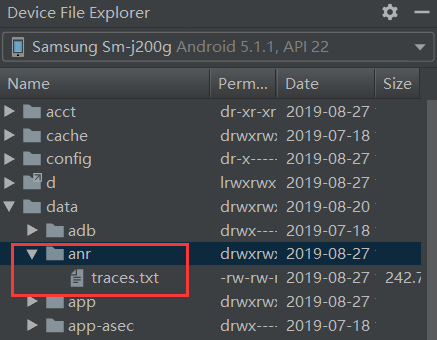 Device File Explorer
Samsung Sm-j200g Android 5.1.1, API 22
Name Perm... Date Size
acct dr-xr-xr 2019-08-27
cache drwxrwx 2019-07-18
config dr-x----- 2019-08-27
d lrwxrwx 2019-08-27
data drwxrwx 2019-08-20
adb drwx----- 2019-07-18
anr drwxrwx 2019-08-27
traces.txt -rw-rw-r 2019-08-27 242.7
app drwxrwx 2019-08-27
app-asec drwx----- 2019-07-18